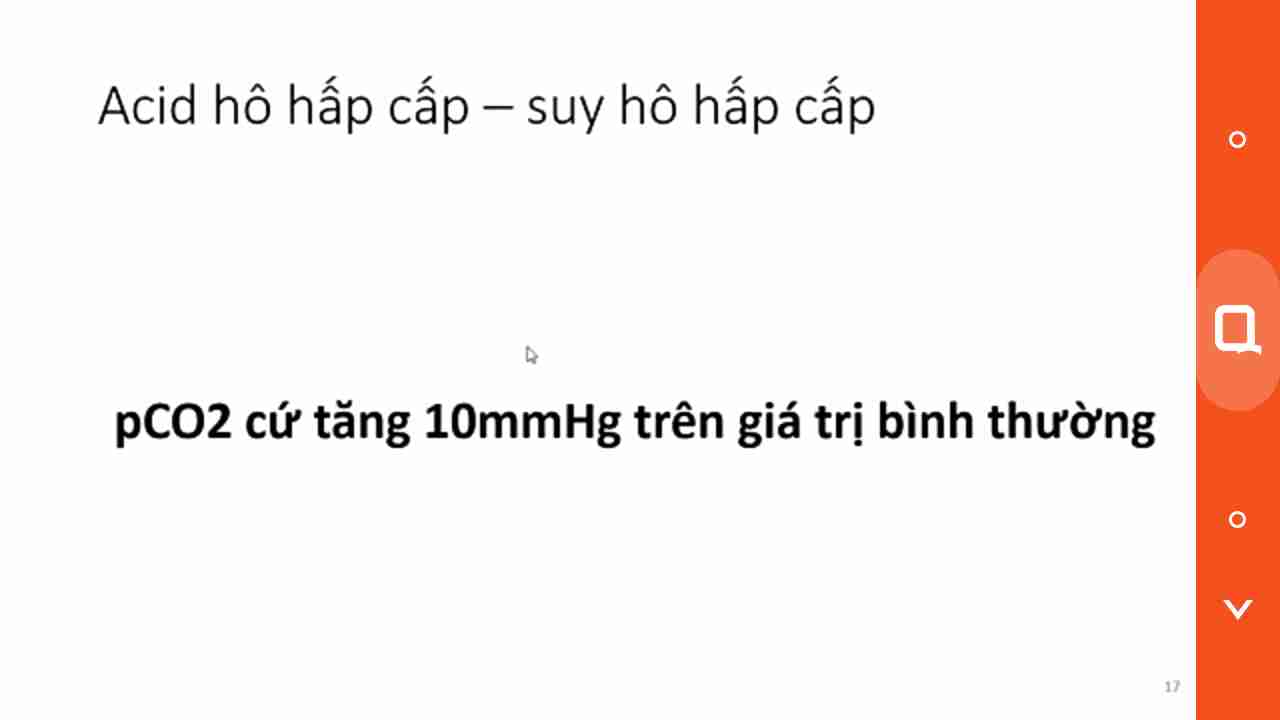 Acid hô hấp cấp – suy hô hấp cấp
pCO2 cứ tăng 10mmHg trên giá trị bình thường
17